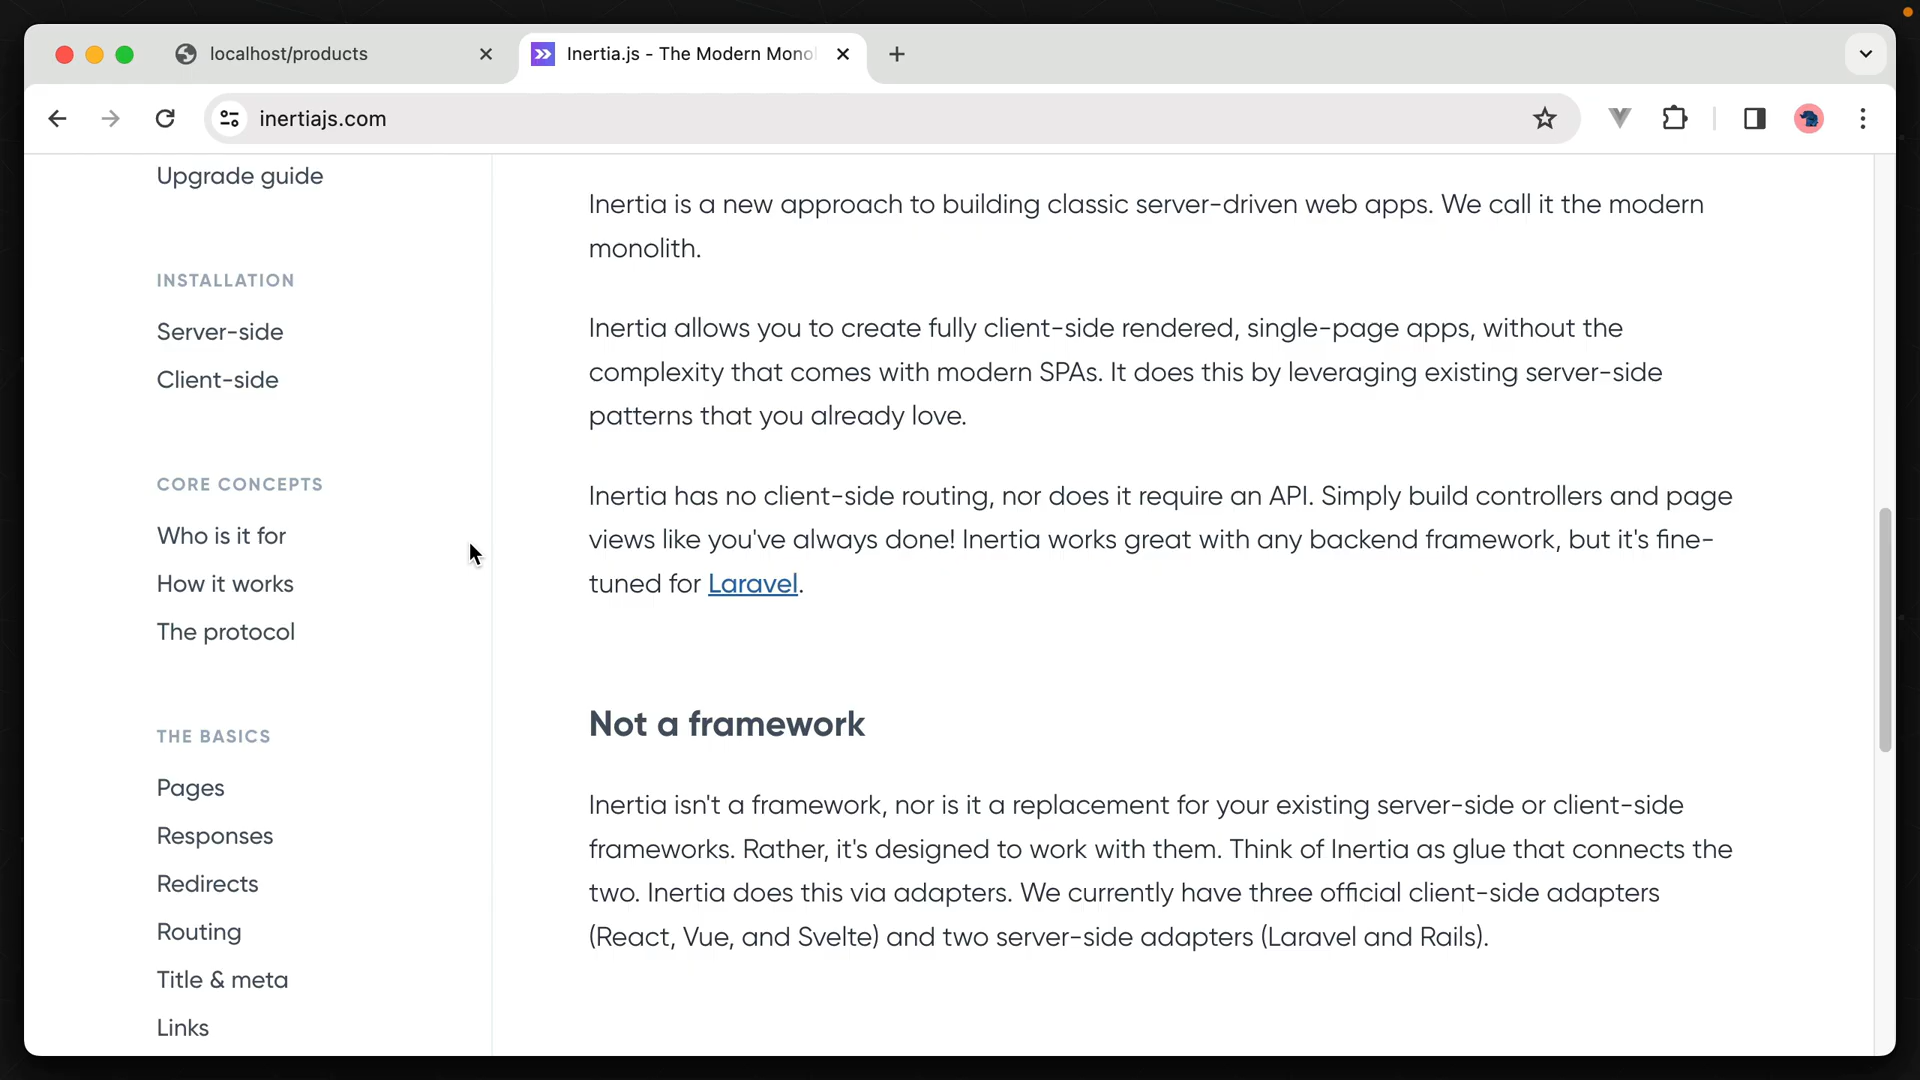 localhost/products
Inertia.js - The Modern Mono
inertiajs.com
Upgrade guide
INSTALLATION
Server-side
Client-side
CORE CONCEPTS
Who is it for
How it works
The protocol
THE BASICS
Pages
Responses
Redirects
Routing
Title & meta
Links
Inertia is a new approach to building classic server-driven web apps. We call it the modern
monolith.
Inertia allows you to create fully client-side rendered, single-page apps, without the
complexity that comes with modern SPAs. It does this by leveraging existing server-side
patterns that you already love.
Inertia has no client-side routing, nor does it require an API. Simply build controllers and page
views like you've always done! Inertia works great with any backend framework, but it's fine-
tuned for Laravel.
Not a framework
Inertia isn't a framework, nor is it a replacement for your existing server-side or client-side
frameworks. Rather, it's designed to work with them. Think of Inertia as glue that connects the
two. Inertia does this via adapters. We currently have three official client-side adapters
(React, Vue, and Svelte) and two server-side adapters (Laravel and Rails).